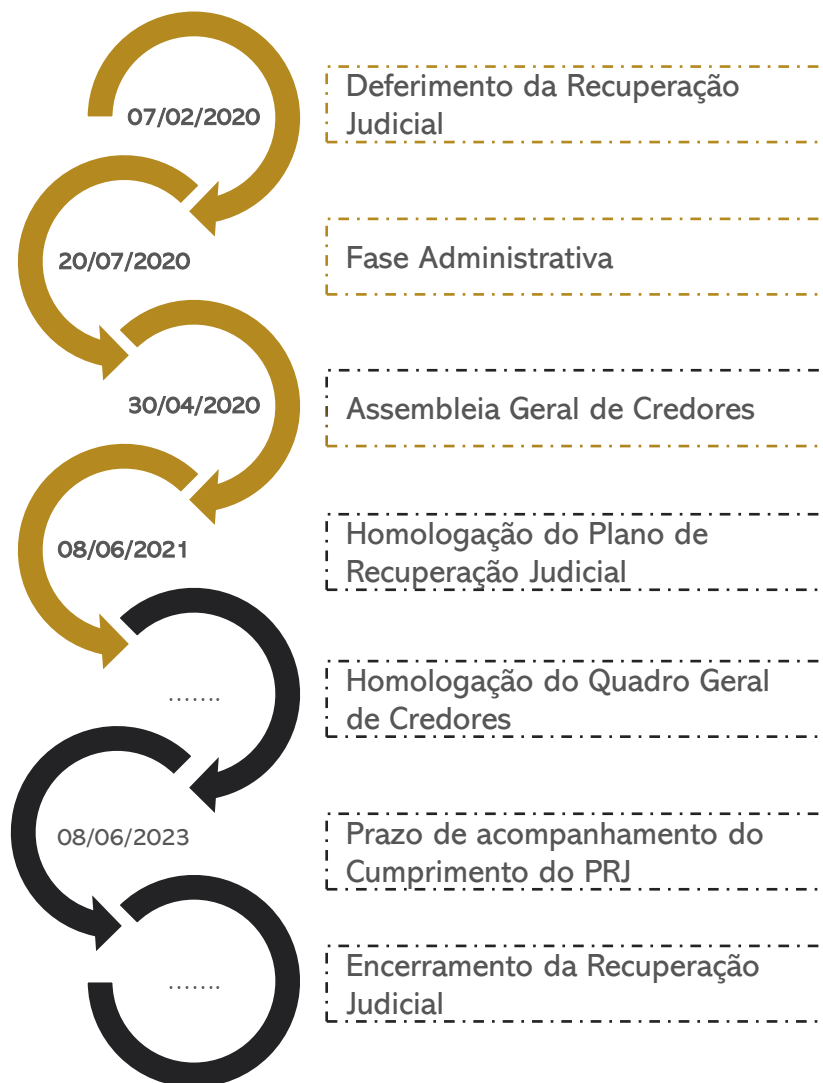 07/02/2020
Deferimento da Recuperação
Judicial
20/07/2020
Fase Administrativa
30/04/2020
Assembleia Geral de Credores
08/06/2021
Homologação do Plano de
Recuperação Judicial
.......
Homologação do Quadro Geral
de Credores
08/06/2023
Prazo de acompanhamento do
Cumprimento do PRJ
.......
Encerramento da Recuperação
Judicial